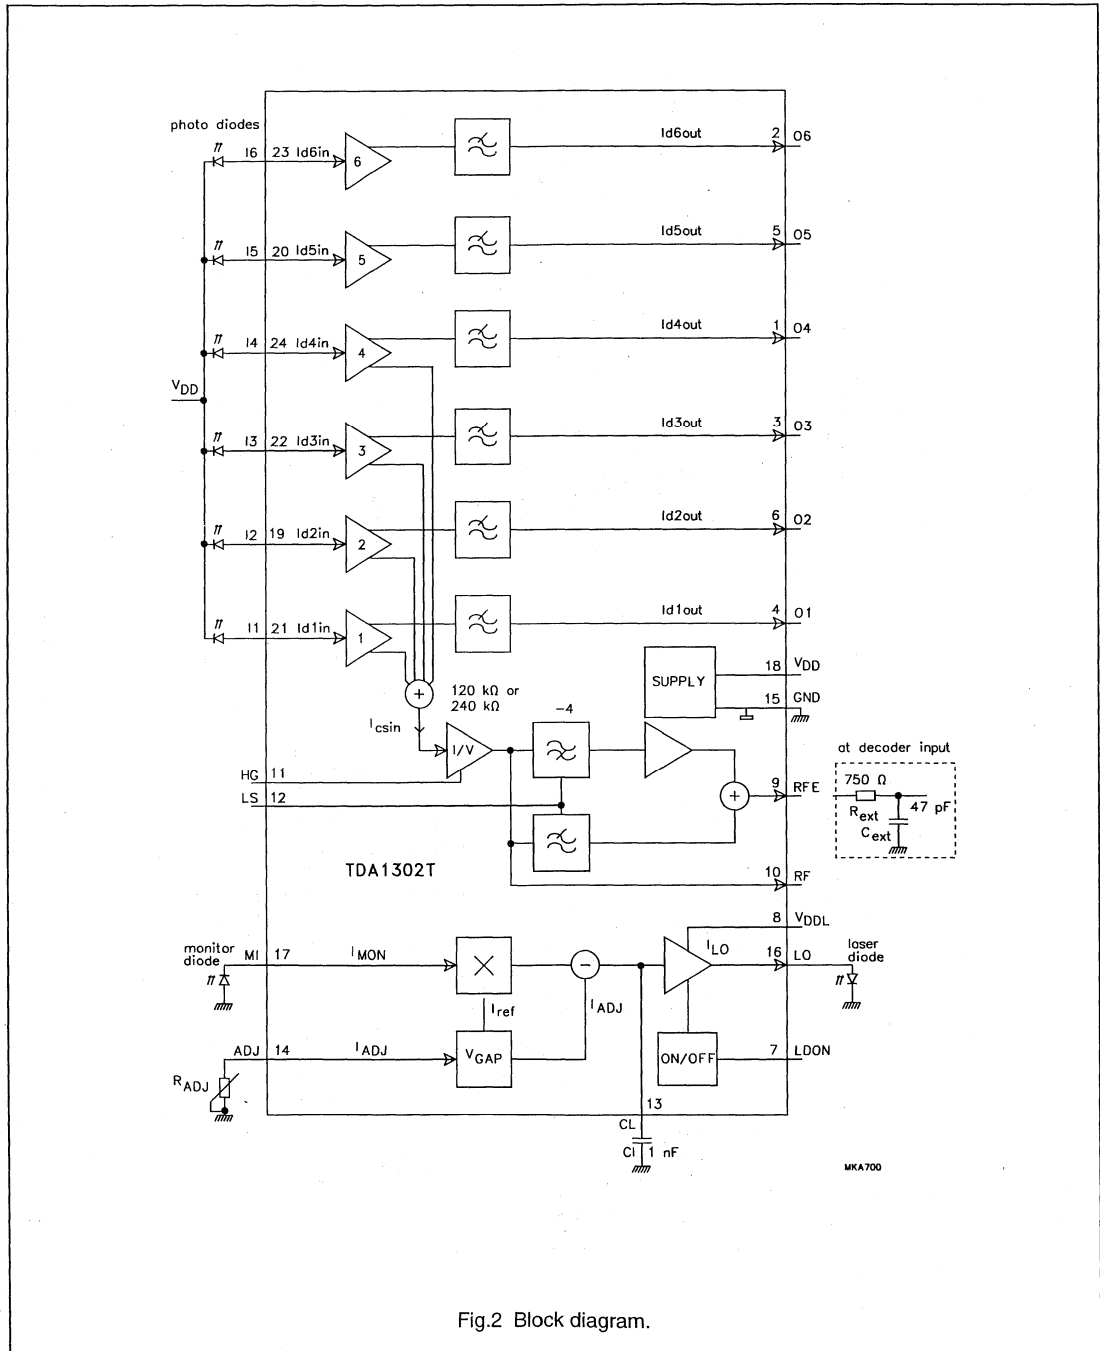 photo diodes
I6 23 Id6in 6 Id6out 2 O6
I5 20 Id5in 5 Id5out 5 O5
I4 24 Id4in 4 Id4out 1 O4
VDD
I3 22 Id3in 3 Id3out 3 O3
I2 19 Id2in 2 Id2out 6 O2
I1 21 Id1in 1 Id1out 4 O1
SUPPLY
18 VDD
15 GND
+
120 kΩ or
240 kΩ
Icsin
I/V
-4
HG 11
LS 12
+
9 RFE
at decoder input
750 Ω
Rext
47 pF
Cext
10 RF
TDA1302T
monitor
diode
MI 17 IMON × − ILO
8 VDDL
16 LO
laser
diode
Iref
IADJ
ADJ 14 IADJ VGAP
RADJ
ON/OFF
7 LDON
13
CL
Cl 1 nF
MKA700
Fig.2 Block diagram.